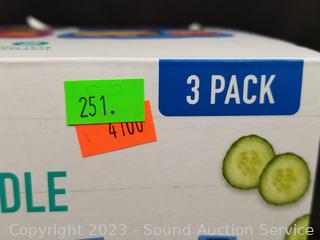 3 PACK
251.
4100
DLE
Copyright 2023 - Sound Auction Service